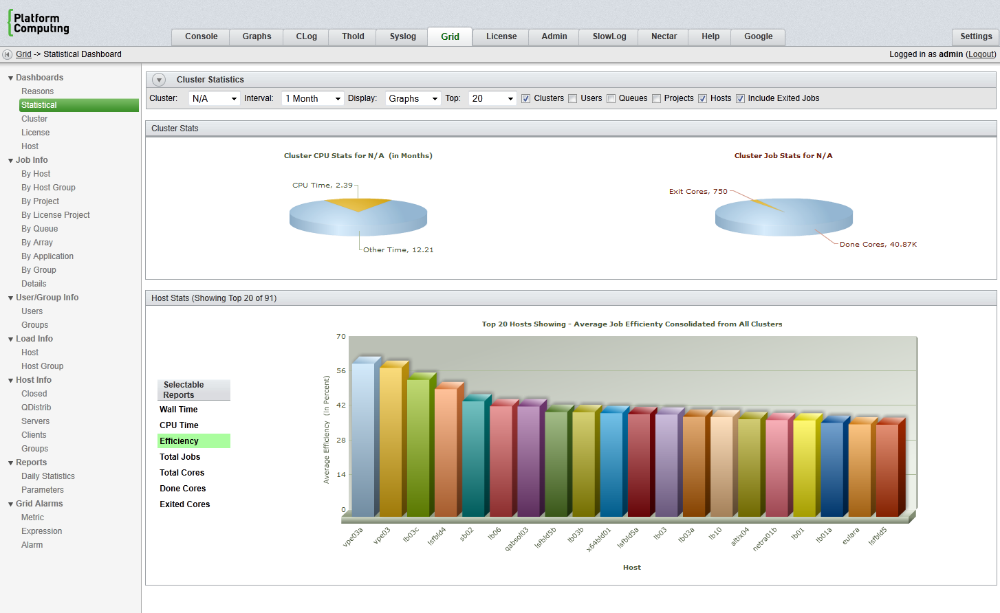 Platform
Computing
Console Graphs CLog Thold Syslog Grid License Admin SlowLog Nectar Help Google Settings
Grid -> Statistical Dashboard
Logged in as admin (Logout)
Dashboards
Reasons
Statistical
Cluster
License
Host
Job Info
By Host
By Host Group
By Project
By License Project
By Queue
By Array
By Application
By Group
Details
User/Group Info
Users
Groups
Load Info
Host
Host Group
Host Info
Closed
QDistrib
Servers
Clients
Groups
Reports
Daily Statistics
Parameters
Grid Alarms
Metric
Expression
Alarm
Cluster Statistics
Cluster: N/A Interval: 1 Month Display: Graphs Top: 20 Clusters Users Queues Projects Hosts Include Exited Jobs
Cluster Stats
Cluster CPU Stats for N/A (in Months)
CPU Time, 2.39
Other Time, 12.21
Cluster Job Stats for N/A
Exit Cores, 750
Done Cores, 40.87K
Host Stats (Showing Top 20 of 91)
Selectable
Reports
Wall Time
CPU Time
Efficiency
Total Jobs
Total Cores
Done Cores
Exited Cores
Top 20 Hosts Showing - Average Job Efficienty Consolidated from All Clusters
Average Efficiency (in Percent)
70
56
42
28
14
0
vpe03a
vpe03
lb03c
lsfbld4
sb02
lb06
qabsol03
lsfbld5b
lb03b
x64bld01
lsfbld5a
lb03
lb03a
lb10
altix04
netra01b
lb01
lb01a
eulara
lsfbld5
Host